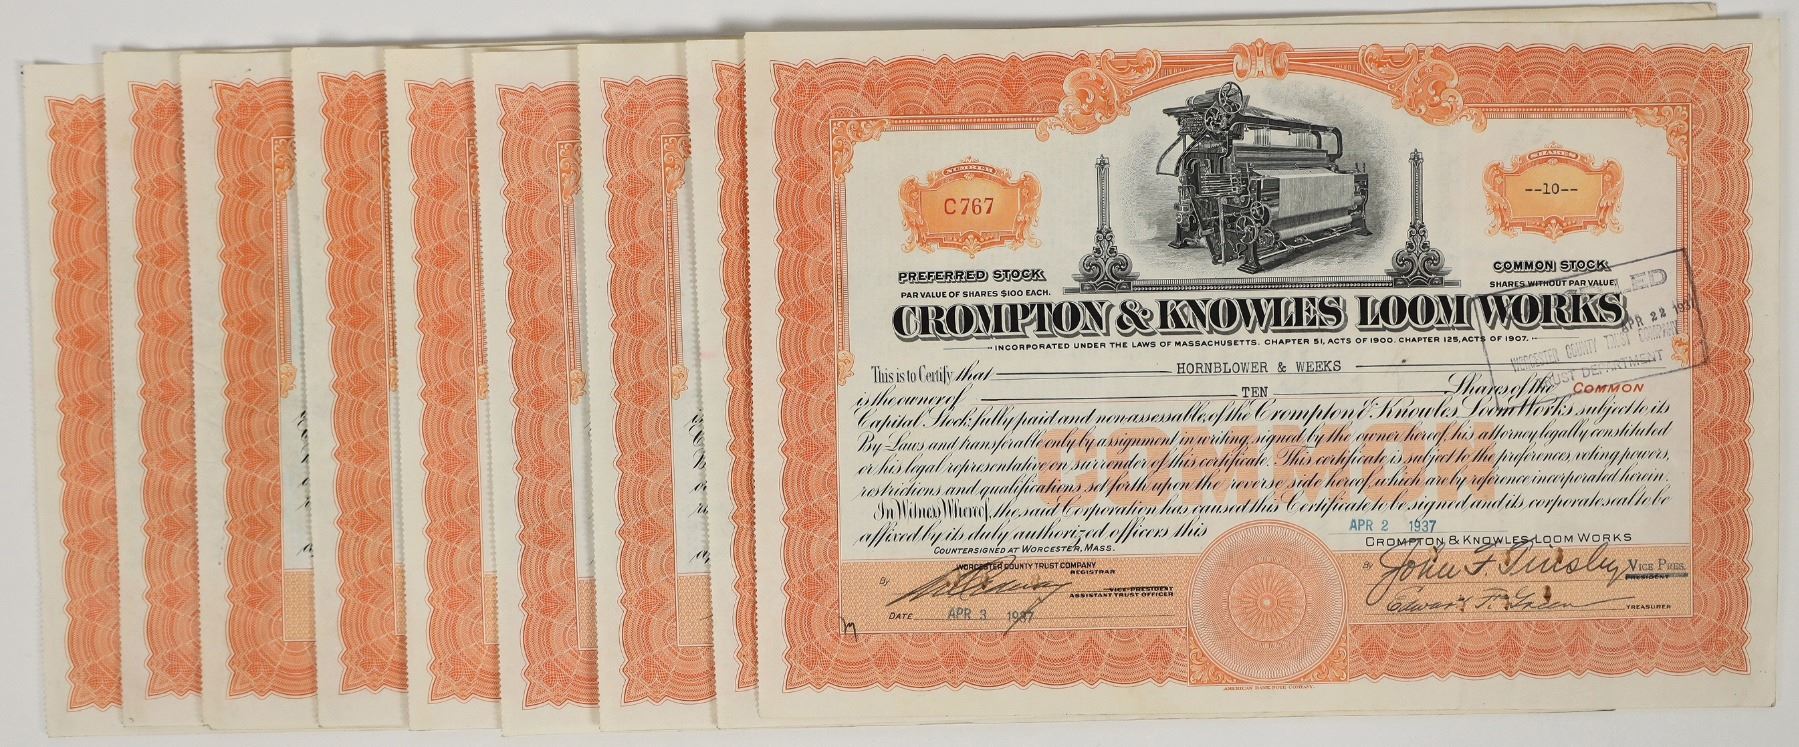 NUMBER
C767
SHARES
--10--
PREFERRED STOCK
PAR VALUE OF SHARES $100 EACH.
COMMON STOCK
SHARES WITHOUT PAR VALUE.
CROMPTON & KNOWLES LOOM WORKS
INCORPORATED UNDER THE LAWS OF MASSACHUSETTS. CHAPTER 51, ACTS OF 1900. CHAPTER 125, ACTS OF 1907.
APR 22 1937
WORCESTER COUNTY TRUST COMPANY
TRUST DEPARTMENT
This is to Certify that HORNBLOWER & WEEKS
is the owner of TEN Shares of the COMMON
Capital Stock, fully paid and non-assessable, of the Crompton & Knowles Loom Works, subject to its
By-Laws and transferable only by assignment in writing, signed by the owner hereof, his attorney legally constituted
or his legal representative on surrender of this certificate. This certificate is subject to the preferences, voting powers,
restrictions and qualifications set forth upon the reverse side hereof, which are by reference incorporated herein.
In Witness Whereof, the said Corporation has caused this Certificate to be signed and its corporate seal to be
affixed by its duly authorized officers this APR 2 1937
COMMON
COUNTERSIGNED AT WORCESTER, MASS.
CROMPTON & KNOWLES LOOM WORKS
WORCESTER COUNTY TRUST COMPANY
REGISTRAR
By
VICE-PRESIDENT
ASSISTANT TRUST OFFICER
DATE APR 3 1937
By John F. Tinsley VICE PRES.
PRESIDENT
Edward F. Green TREASURER
AMERICAN BANK NOTE COMPANY.